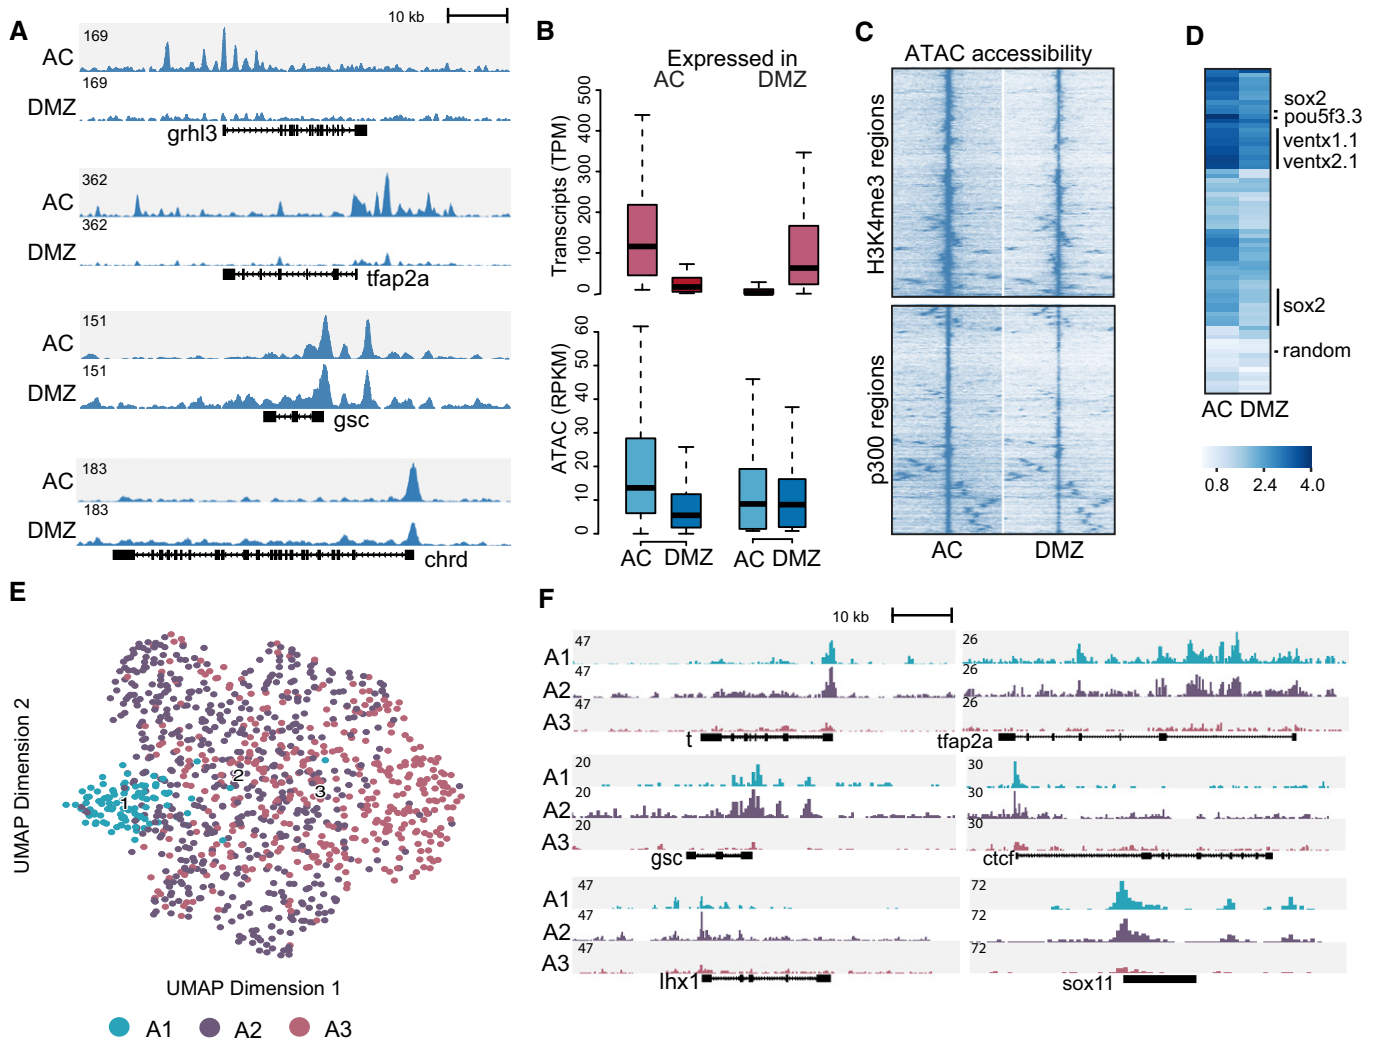 A
10 kb
169
AC
169
DMZ
grhl3
362
AC
362
DMZ
tfap2a
151
AC
151
DMZ
gsc
183
AC
183
DMZ
chrd
B
Expressed in
AC DMZ
Transcripts (TPM)
500
400
300
200
100
0
ATAC (RPKM)
60
50
40
30
20
10
0
AC DMZ AC DMZ
C
ATAC accessibility
H3K4me3 regions
p300 regions
AC DMZ
D
sox2
pou5f3.3
ventx1.1
ventx2.1
sox2
random
AC DMZ
0.8 2.4 4.0
E
UMAP Dimension 2
1
2
3
UMAP Dimension 1
A1 A2 A3
F
10 kb
47
A1
47
A2
47
A3
t
26
26
26
tfap2a
20
A1
20
A2
20
A3
gsc
30
30
30
ctcf
47
A1
47
A2
47
A3
lhx1
72
72
72
sox11